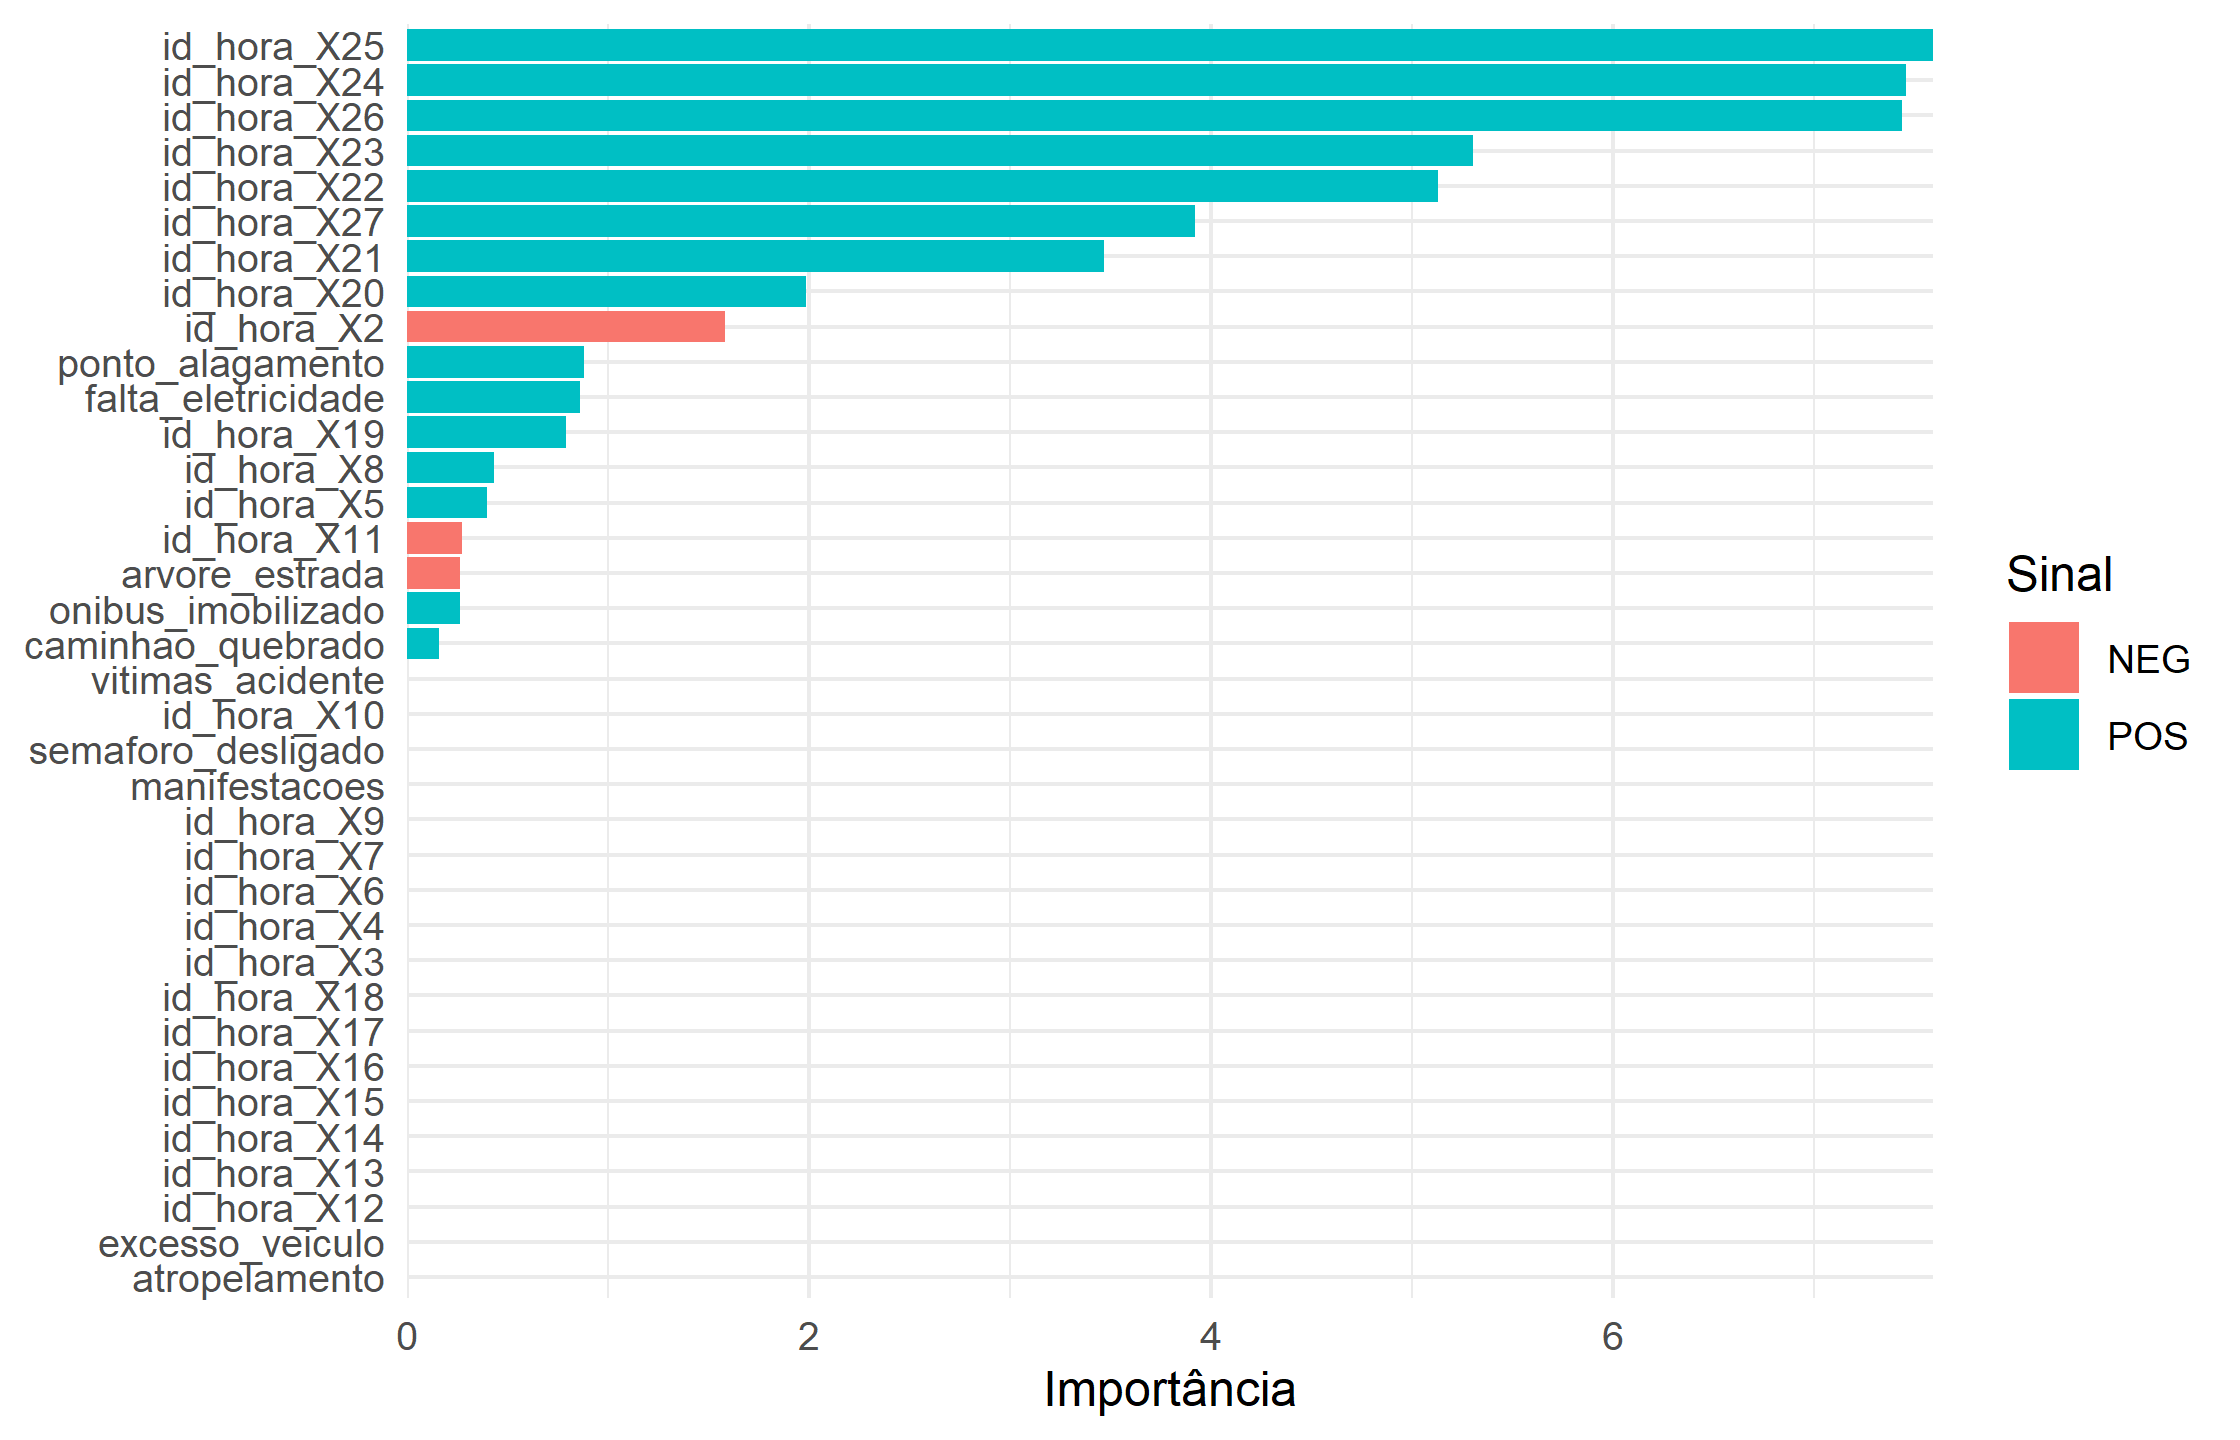 id_hora_X25
id_hora_X24
id_hora_X26
id_hora_X23
id_hora_X22
id_hora_X27
id_hora_X21
id_hora_X20
id_hora_X2
ponto_alagamento
falta_eletricidade
id_hora_X19
id_hora_X8
id_hora_X5
id_hora_X11
arvore_estrada
onibus_imobilizado
caminhao_quebrado
vitimas_acidente
id_hora_X10
semaforo_desligado
manifestacoes
id_hora_X9
id_hora_X7
id_hora_X6
id_hora_X4
id_hora_X3
id_hora_X18
id_hora_X17
id_hora_X16
id_hora_X15
id_hora_X14
id_hora_X13
id_hora_X12
excesso_veiculo
atropelamento
0 2 4 6
Importância
Sinal
NEG
POS